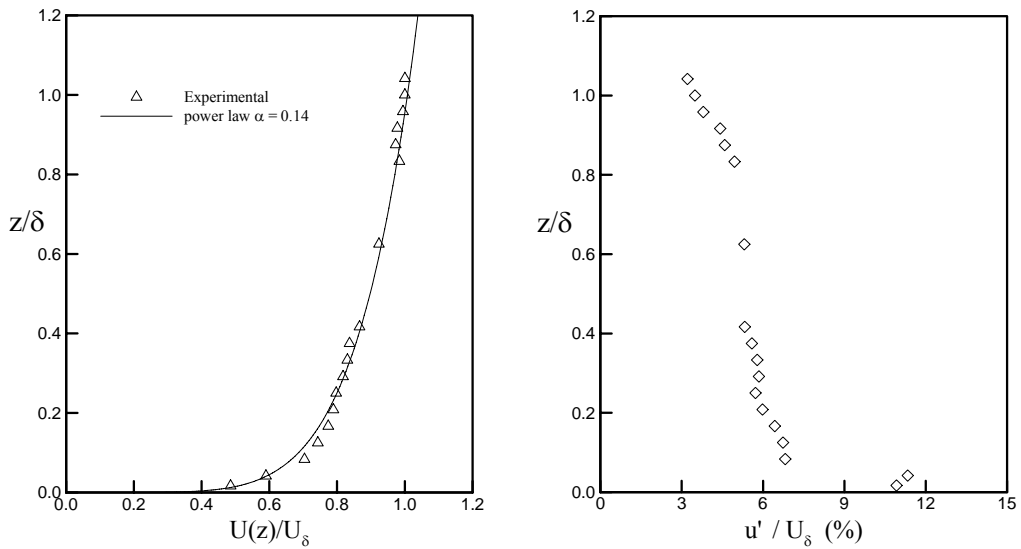 1.2
1.0
0.8
0.6
0.4
0.2
0.0
z/δ
Experimental
power law α = 0.14
0.0 0.2 0.4 0.6 0.8 1.0 1.2
U(z)/U_δ
1.2
1.0
0.8
0.6
0.4
0.2
0.0
z/δ
0 3 6 9 12 15
u' / U_δ (%)